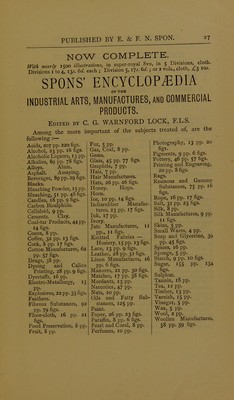 PUBLISHED BY E. & F. N. SPON.
27
NOW COMPLETE.
With nearly 1500 illustrations, in super-royal 8vo, in 5 Divisions, cloth.
Divisions 1 to 4, 13s. 6d. each; Division 5, 17s. 6d.; or 2 vols., cloth, £3 10s.
SPONS' ENCYCLOPÆDIA
OF THE
INDUSTRIAL ARTS, MANUFACTURES, AND COMMERCIAL
PRODUCTS.
EDITED BY C. G. WARNFORD LOCK, F.L.S.
Among the more important of the subjects treated of, are the
following:—
Acids, 207 pp. 220 figs.
Alcohol, 23 pp. 16 figs.
Alcoholic Liquors, 13 pp.
Alkalies, 89 pp. 78 figs.
Alloys. Alum.
Asphalt. Assaying.
Beverages, 89 pp. 29 figs.
Blacks.
Bleaching Powder, 15 pp.
Bleaching, 51 pp. 48 figs.
Candles, 18 pp. 9 figs.
Carbon Bisulphide.
Celluloid, 9 pp.
Cements. Clay.
Coal-tar Products, 44 pp.
14 figs.
Cocoa, 8 pp.
Coffee, 32 pp. 13 figs.
Cork, 8 pp. 17 figs.
Cotton Manufactures, 62
pp. 57 figs.
Drugs, 38 pp.
Dyeing and Calico
Printing, 28 pp. 9 figs.
Dyestuffs, 16 pp.
Electro-Metallurgy, 13
pp.
Explosives, 22 pp. 33 figs.
Feathers.
Fibrous Substances, 92
pp. 79 figs.
Floor-cloth, 16 pp. 21
figs.
Food Preservation, 8 pp.
Fruit, 8 pp.
Fur, 5 pp.
Gas, Coal, 8 pp.
Gems.
Glass, 45 pp. 77 figs.
Graphite, 7 pp.
Hair, 7 pp.
Hair Manufactures.
Hats, 26 pp. 26 figs.
Honey. Hops.
Horn.
Ice, 10 pp. 14 figs.
Indiarubber Manufactures, 23 pp. 17 figs.
Ink, 17 pp.
Ivory.
Jute Manufactures, 11
pp., 11 figs.
Knitted Fabrics —
Hosiery, 15 pp. 13 figs.
Lace, 13 pp. 9 figs.
Leather, 28 pp. 31 figs.
Linen Manufactures, 16
pp. 6 figs.
Manures, 21 pp. 30 figs.
Matches, 17 pp. 38 figs.
Mordants, 13 pp.
Narcotics, 47 pp.
Nuts, 10 pp.
Oils and Fatty Substances, 125 pp.
Paint.
Paper, 26 pp. 23 figs.
Paraffin, 8 pp. 6 figs.
Pearl and Coral, 8 pp.
Perfumes, 10 pp.
Photography, 13 pp. 20
figs.
Pigments, 9 pp. 6 figs.
Pottery, 46 pp. 57 figs.
Printing and Engraving,
20 pp. 8 figs.
Rags.
Resinous and Gummy
Substances, 75 pp. 16
figs.
Rope, 16 pp. 17 figs.
Salt, 31 pp. 23 figs.
Silk, 8 pp.
Silk Manufactures, 9 pp.
11 figs.
Skins, 5 pp.
Small Wares, 4 pp.
Soap and Glycerine, 39
pp. 45 figs.
Spices, 16 pp.
Sponge, 5 pp.
Starch, 9 pp. 10 figs.
Sugar, 155 pp. 134
figs.
Sulphur.
Tannin, 18 pp.
Tea, 12 pp.
Timber, 13 pp.
Varnish, 15 pp.
Vinegar, 5 pp.
Wax, 5 pp.
Wool, 2 pp.
Woollen Manufactures,
58 pp. 39 figs.